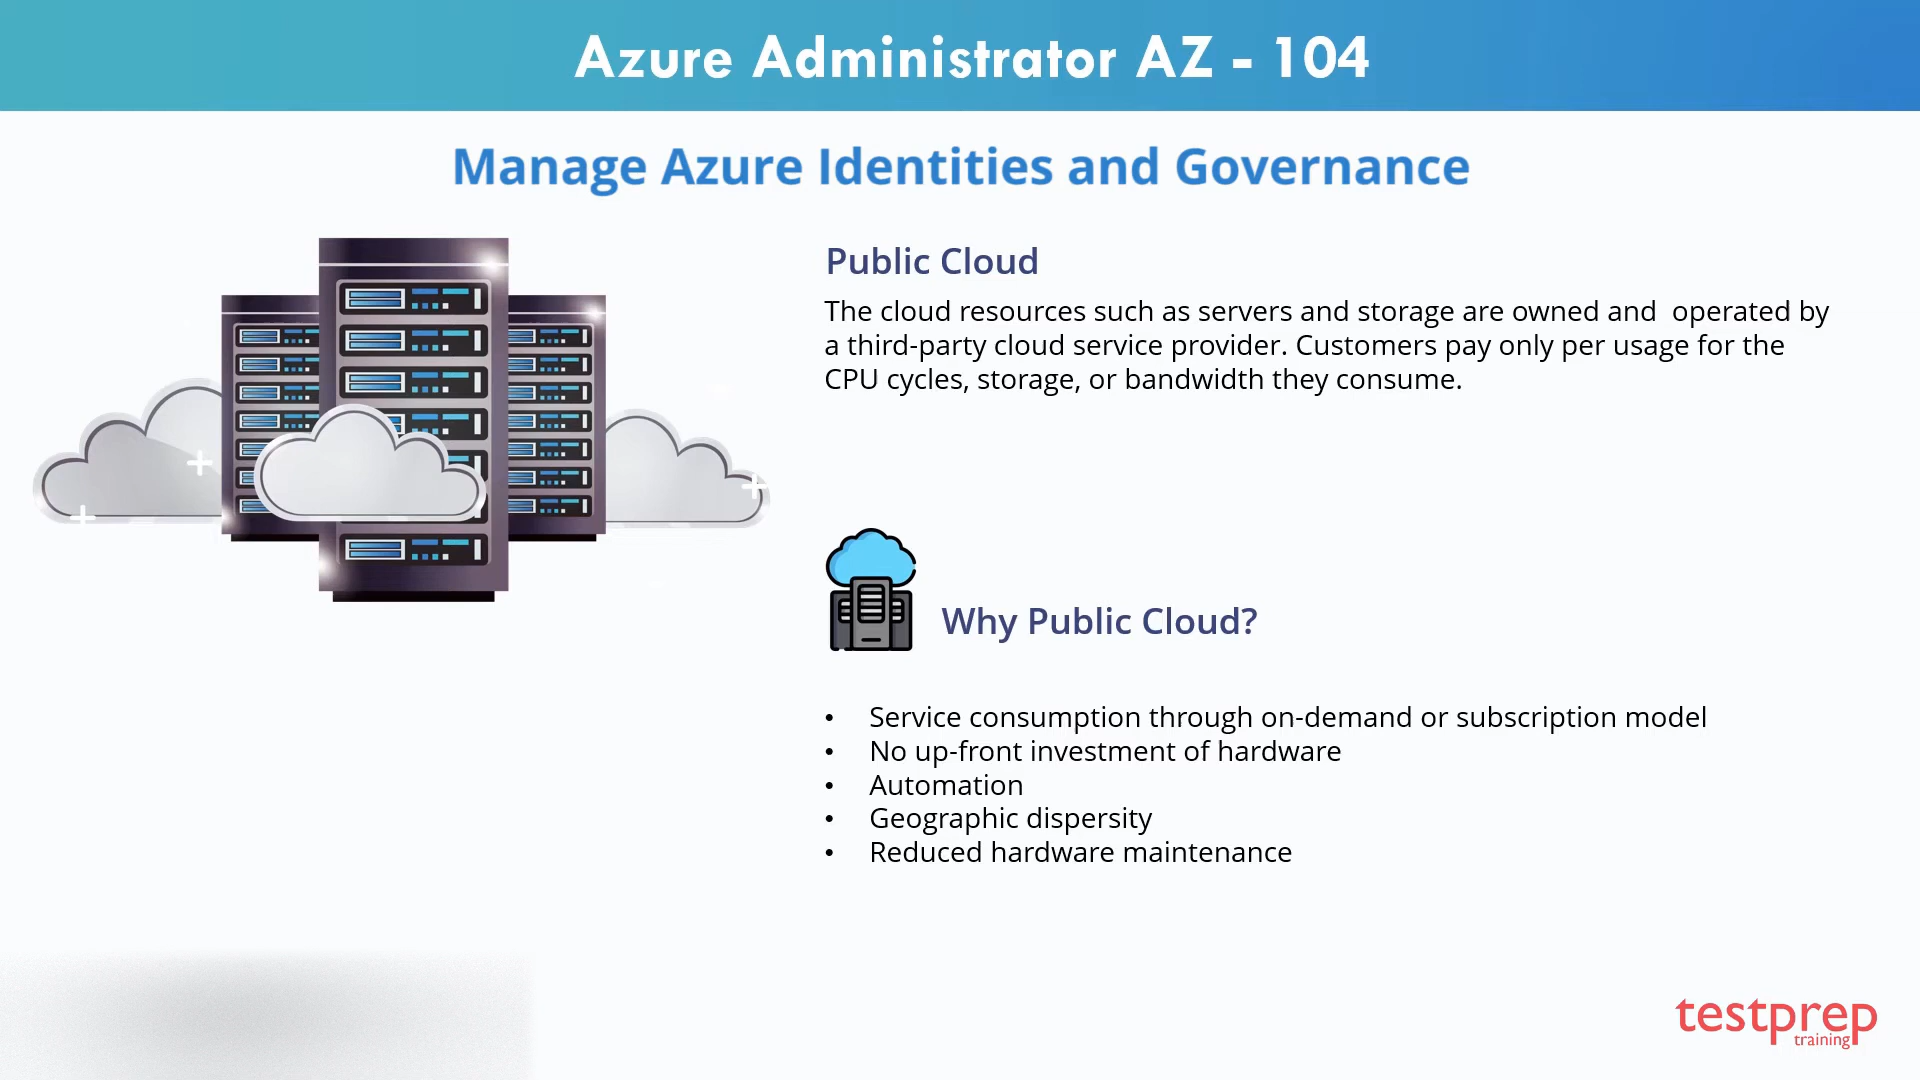 Azure Administrator AZ - 104
Manage Azure Identities and Governance
Public Cloud
The cloud resources such as servers and storage are owned and  operated by
a third-party cloud service provider. Customers pay only per usage for the
CPU cycles, storage, or bandwidth they consume.
Why Public Cloud?
• Service consumption through on-demand or subscription model
• No up-front investment of hardware
• Automation
• Geographic dispersity
• Reduced hardware maintenance
testprep
training